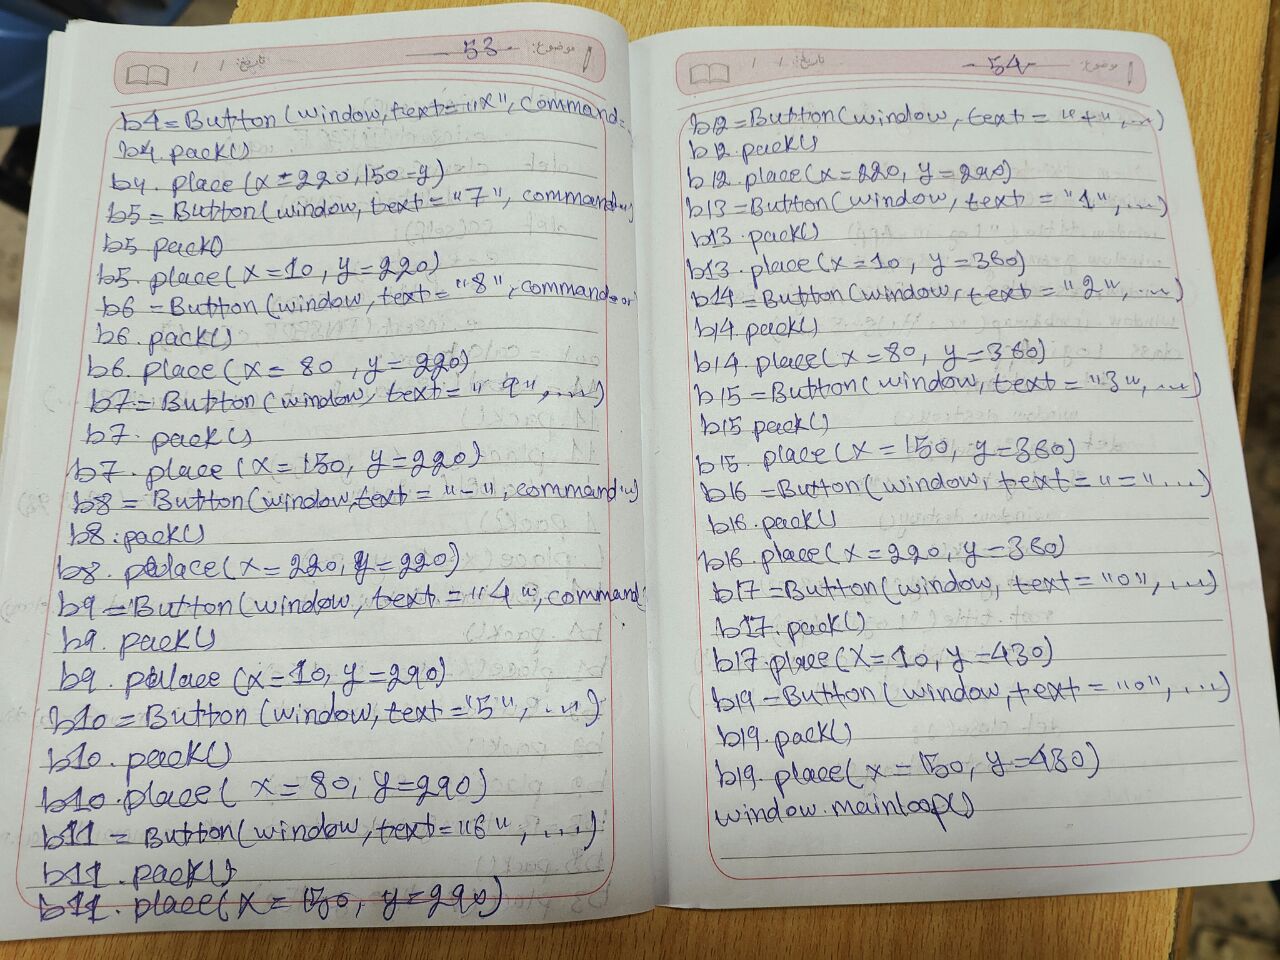 موضوع: 53 تاریخ: / /
b4=Button(window,text="x",command=
b4.pack()
b4.place(x=220,150=y)
b5=Button(window,text="7",command=
b5.pack()
b5.place(x=10,y=220)
b6=Button(window,text="8",command=
b6.pack()
b6.place(x=80,y=220)
b7=Button(window,text="9",...)
b7.pack()
b7.place(x=150,y=220)
b8=Button(window,text="-",command..)
b8.pack()
b8.place(x=220,y=220)
b9=Button(window,text="4",command=
b9.pack()
b9.place(x=10,y=290)
b10=Button(window,text="5",...)
b10.pack()
b10.place(x=80,y=290)
b11=Button(window,text="6",...)
b11.pack()
b11.place(x=150,y=290)
موضوع: 54 تاریخ: / /
b12=Button(window,text="+",...)
b12.pack()
b12.place(x=220,y=290)
b13=Button(window,text="1",...)
b13.pack()
b13.place(x=10,y=360)
b14=Button(window,text="2",...)
b14.pack()
b14.place(x=80,y=360)
b15=Button(window,text="3",...)
b15.pack()
b15.place(x=150,y=360)
b16=Button(window,text="="...)
b16.pack()
b16.place(x=220,y=360)
b17=Button(window,text="0",...)
b17.pack()
b17.place(x=10,y=430)
b19=Button(window,text="0",...)
b19.pack()
b19.place(x=150,y=430)
window.mainloop()